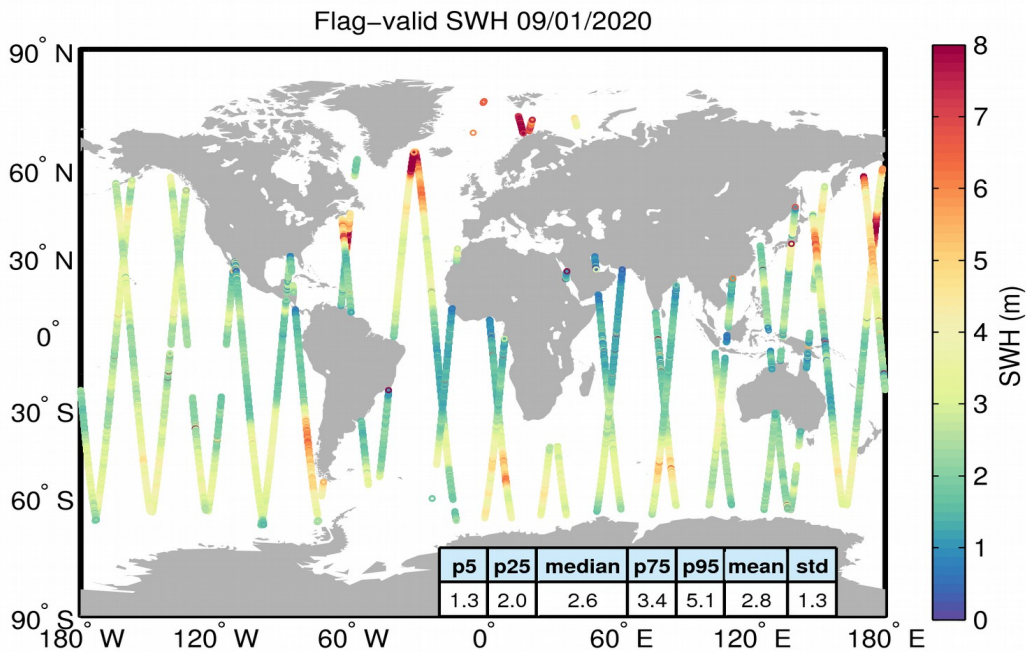 Flag−valid SWH 09/01/2020
90° N
60° N
30° N
0°
30° S
60° S
90° S
180° W
120° W
60° W
0°
60° E
120° E
180° E
p5 p25 median p75 p95 mean std
1.3 2.0 2.6 3.4 5.1 2.8 1.3
8
7
6
5
4
3
2
1
0
SWH (m)